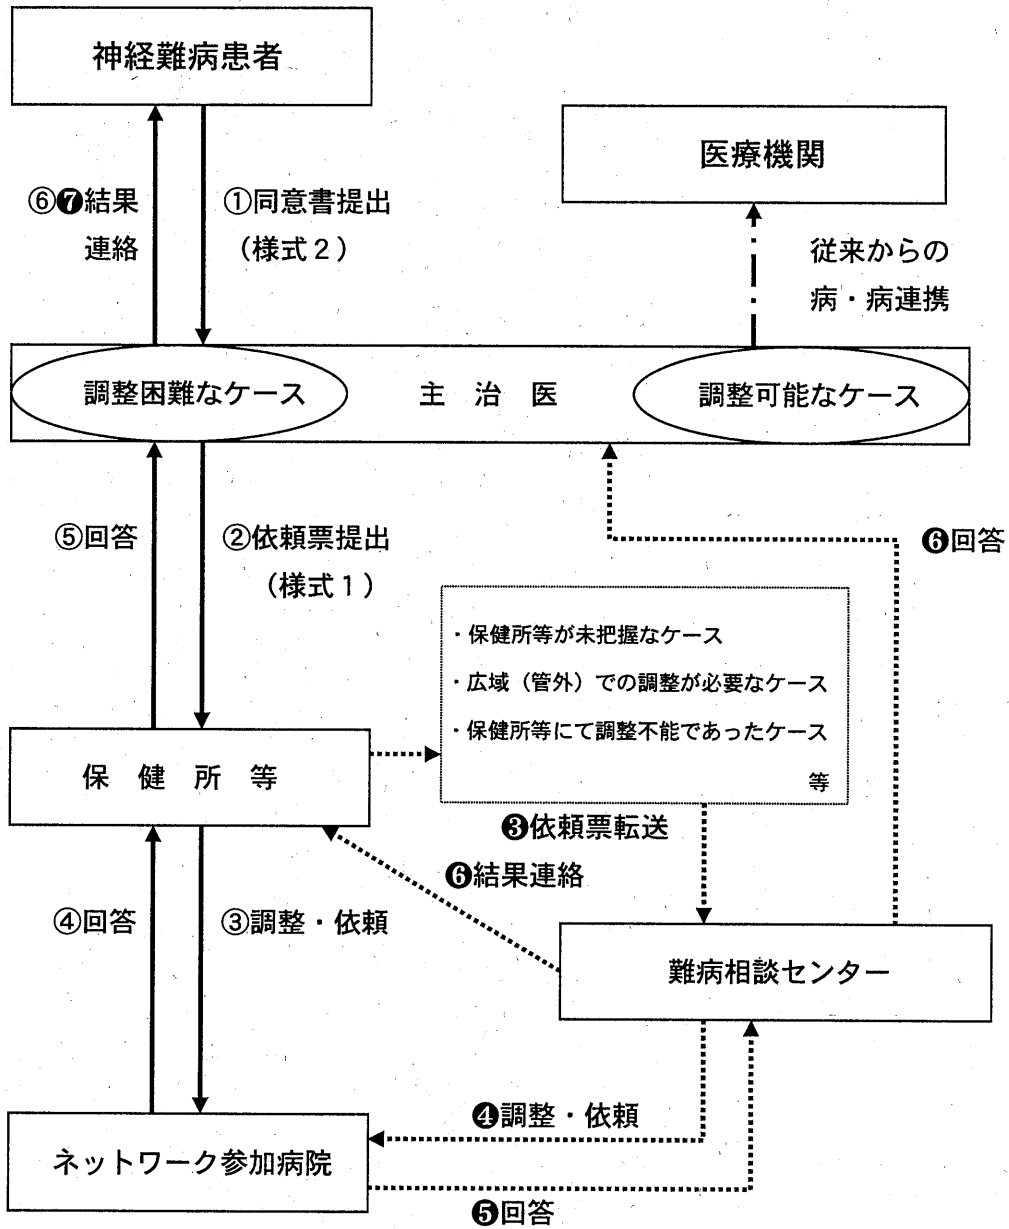 神経難病患者
医療機関
⑥❼結果
連絡
①同意書提出
（様式２）
従来からの
病・病連携
調整困難なケース
主　治　医
調整可能なケース
⑤回答
②依頼票提出
（様式１）
❻回答
・保健所等が未把握なケース
・広域（管外）での調整が必要なケース
・保健所等にて調整不能であったケース
等
保　健　所　等
❸依頼票転送
❻結果連絡
④回答
③調整・依頼
難病相談センター
❹調整・依頼
ネットワーク参加病院
❺回答